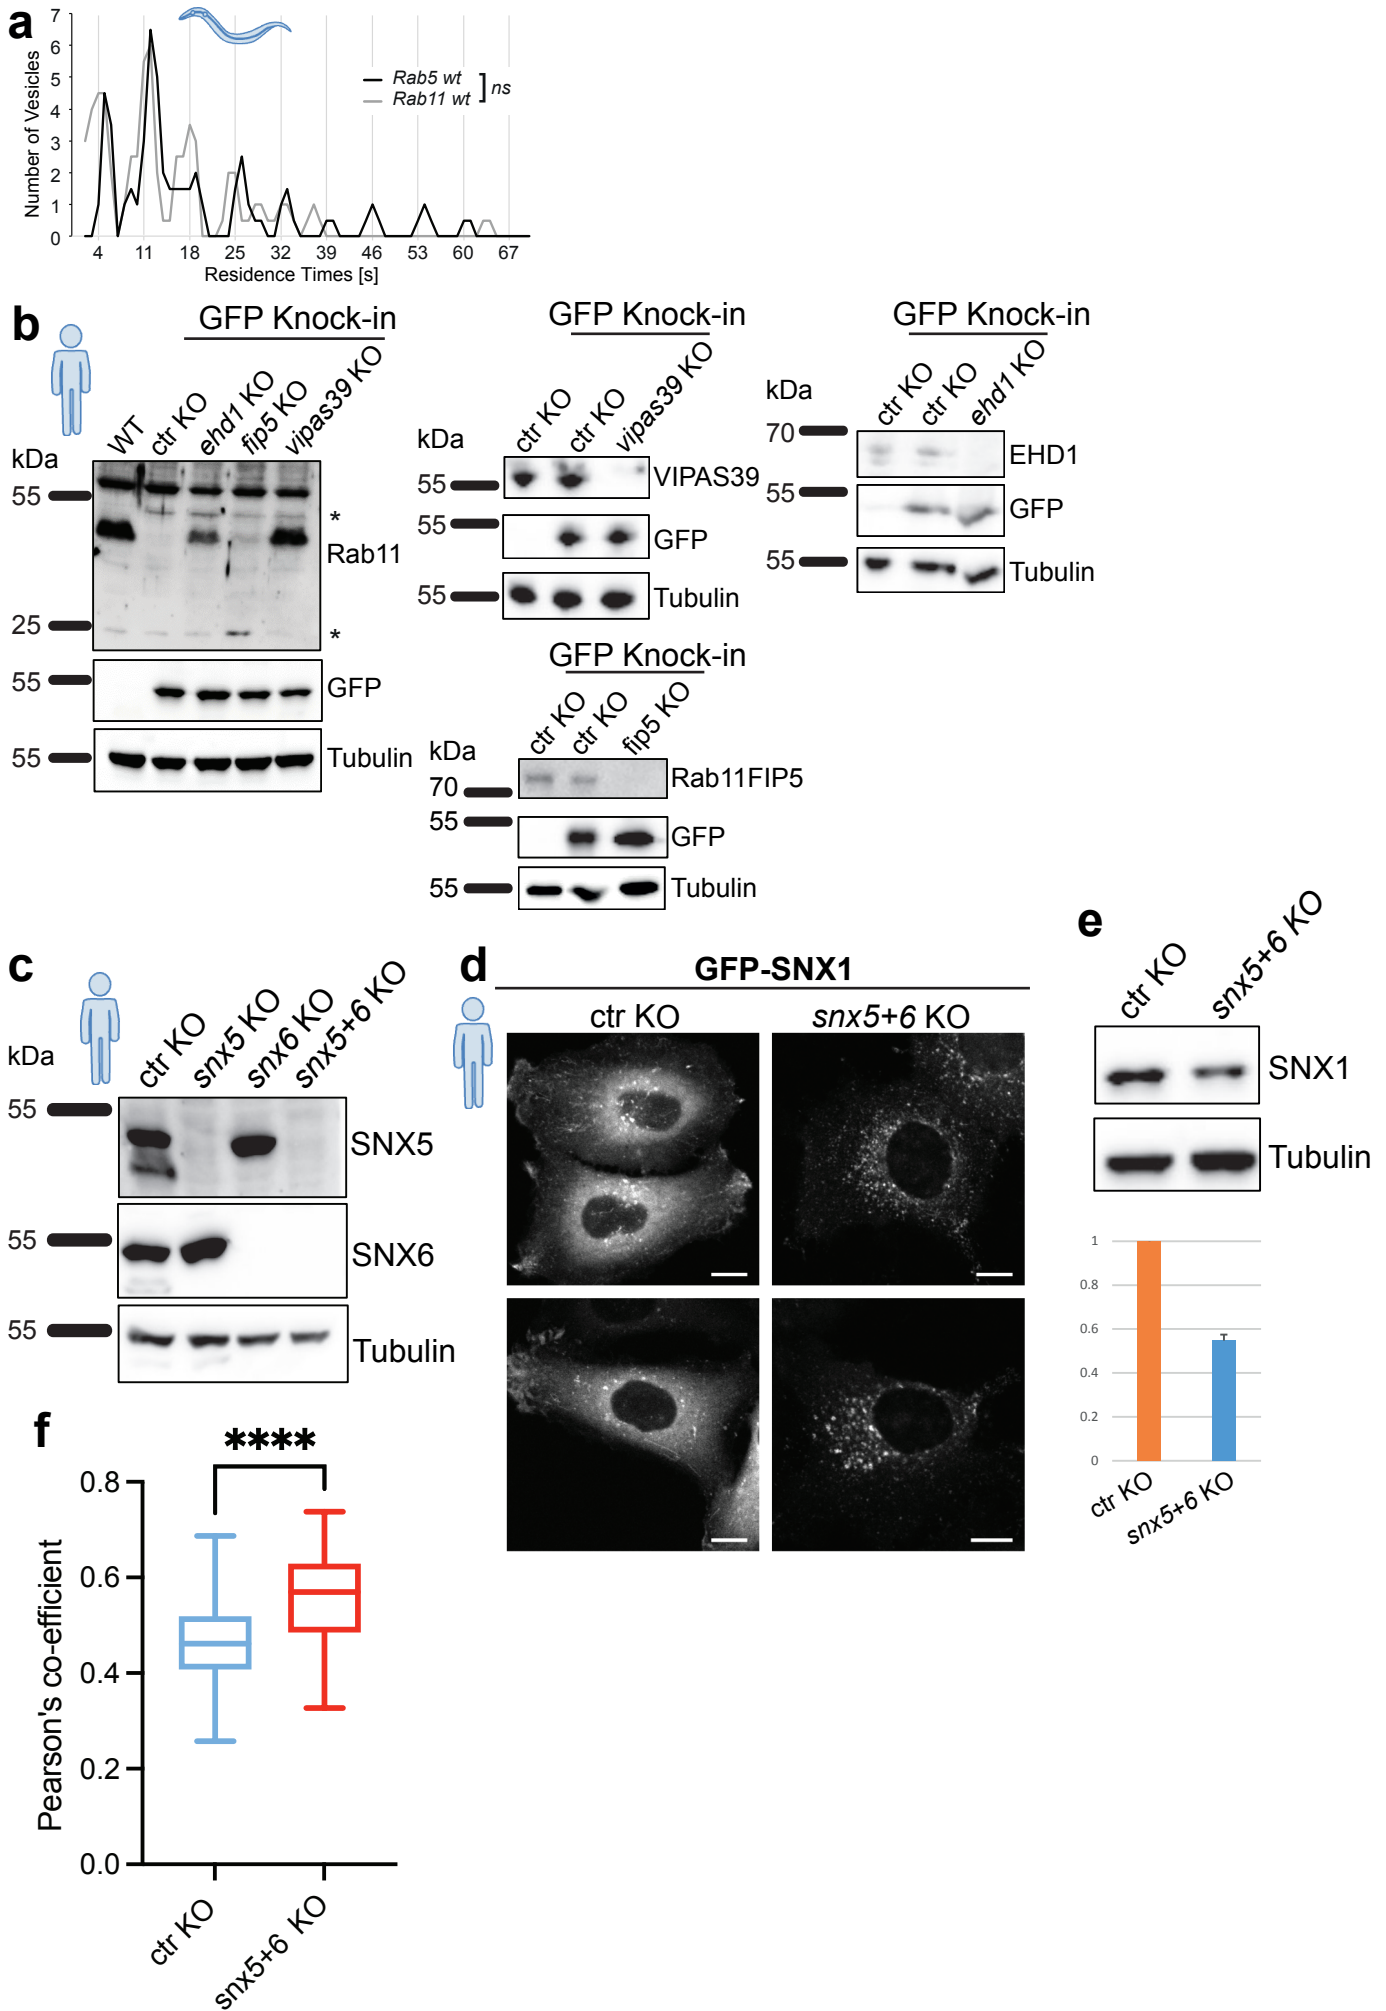 a
7
6
5
4
3
2
1
0
Number of Vesicles
Rab5 wt
Rab11 wt
] ns
4 11 18 25 32 39 46 53 60 67
Residence Times [s]
b
GFP Knock-in
WT
ctr KO
ehd1 KO
fip5 KO
vipas39 KO
kDa
55
*
Rab11
25
*
55
GFP
55
Tubulin
GFP Knock-in
ctr KO
ctr KO
vipas39 KO
kDa
55
VIPAS39
55
GFP
55
Tubulin
GFP Knock-in
ctr KO
ctr KO
ehd1 KO
kDa
70
EHD1
55
GFP
55
Tubulin
GFP Knock-in
ctr KO
ctr KO
fip5 KO
kDa
70
Rab11FIP5
55
GFP
55
Tubulin
c
ctr KO
snx5 KO
snx6 KO
snx5+6 KO
kDa
55
SNX5
55
SNX6
55
Tubulin
d
GFP-SNX1
ctr KO
snx5+6 KO
e
ctr KO
snx5+6 KO
SNX1
Tubulin
1
0.8
0.6
0.4
0.2
0
ctr KO
snx5+6 KO
f
****
0.8
0.6
0.4
0.2
0.0
Pearson's co-efficient
ctr KO
snx5+6 KO